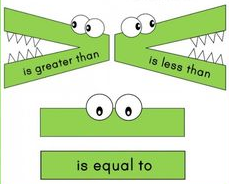 is greater than
is less than
is equal to